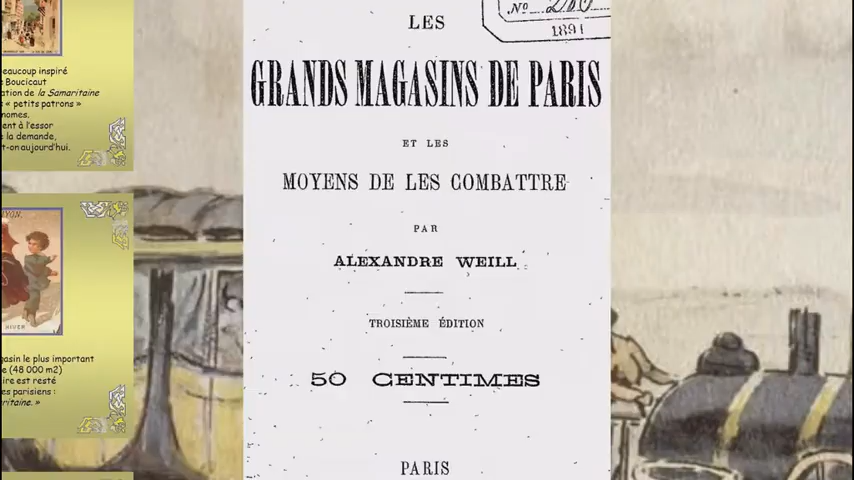 eaucoup inspiré
Boucicaut
ation de la Samaritaine
« petits patrons »
nomes.
ent à l'essor
la demande,
t-on aujourd'hui.
YON.
HIVER
gasin le plus important
(48 000 m2)
ire est resté
es parisiens :
ritaine. »
No
1891
LES
GRANDS MAGASINS DE PARIS
ET LES
MOYENS DE LES COMBATTRE
PAR
ALEXANDRE WEILL
TROISIÈME ÉDITION
50 CENTIMES
PARIS